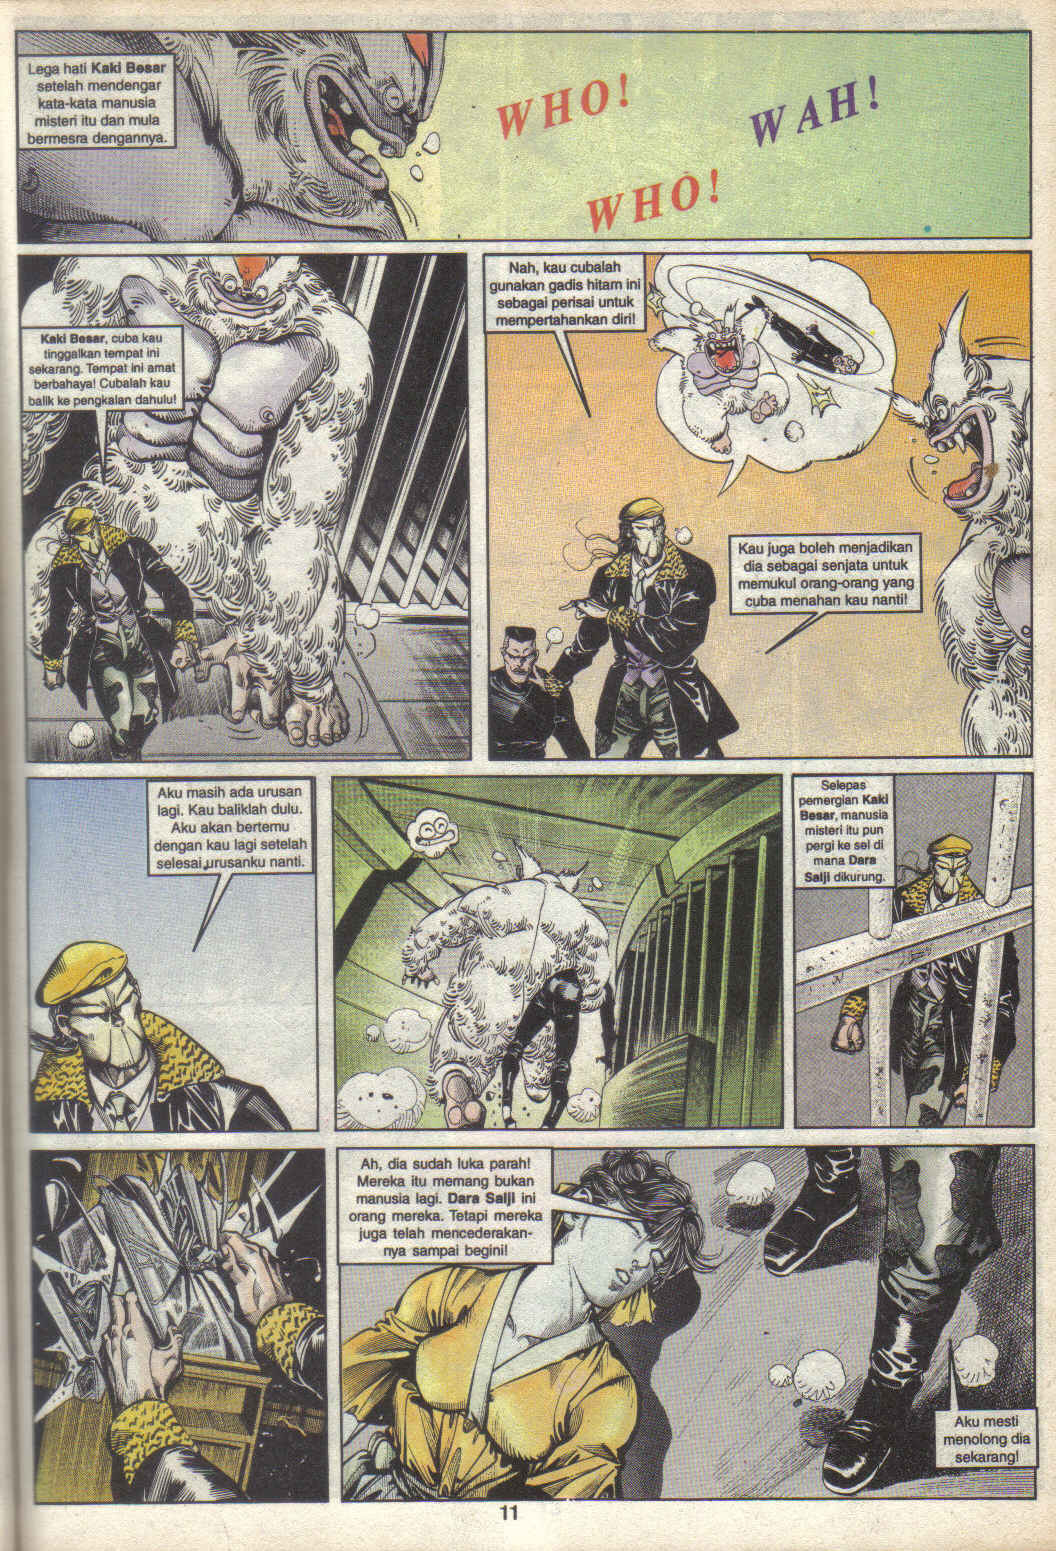 Lega hati Kaki Besar
setelah mendengar
kata-kata manusia
misteri itu dan mula
bermesra dengannya.
WHO!
WAH!
WHO!
Kaki Besar, cuba kau
tinggalkan tempat ini
sekarang. Tempat ini amat
berbahaya! Cubalah kau
balik ke pengkalan dahulu!
Nah, kau cubalah
gunakan gadis hitam ini
sebagai perisai untuk
mempertahankan diri!
Kau juga boleh menjadikan
dia sebagai senjata untuk
memukul orang-orang yang
cuba menahan kau nanti!
Aku masih ada urusan
lagi. Kau baliklah dulu.
Aku akan bertemu
dengan kau lagi setelah
selesai urusanku nanti.
Selepas
pemergian Kaki
Besar, manusia
misteri itu pun
pergi ke sel di
mana Dara
Salji dikurung.
Ah, dia sudah luka parah!
Mereka itu memang bukan
manusia lagi. Dara Salji ini
orang mereka. Tetapi mereka
juga telah mencederakan-
nya sampai begini!
Aku mesti
menolong dia
sekarang!
11